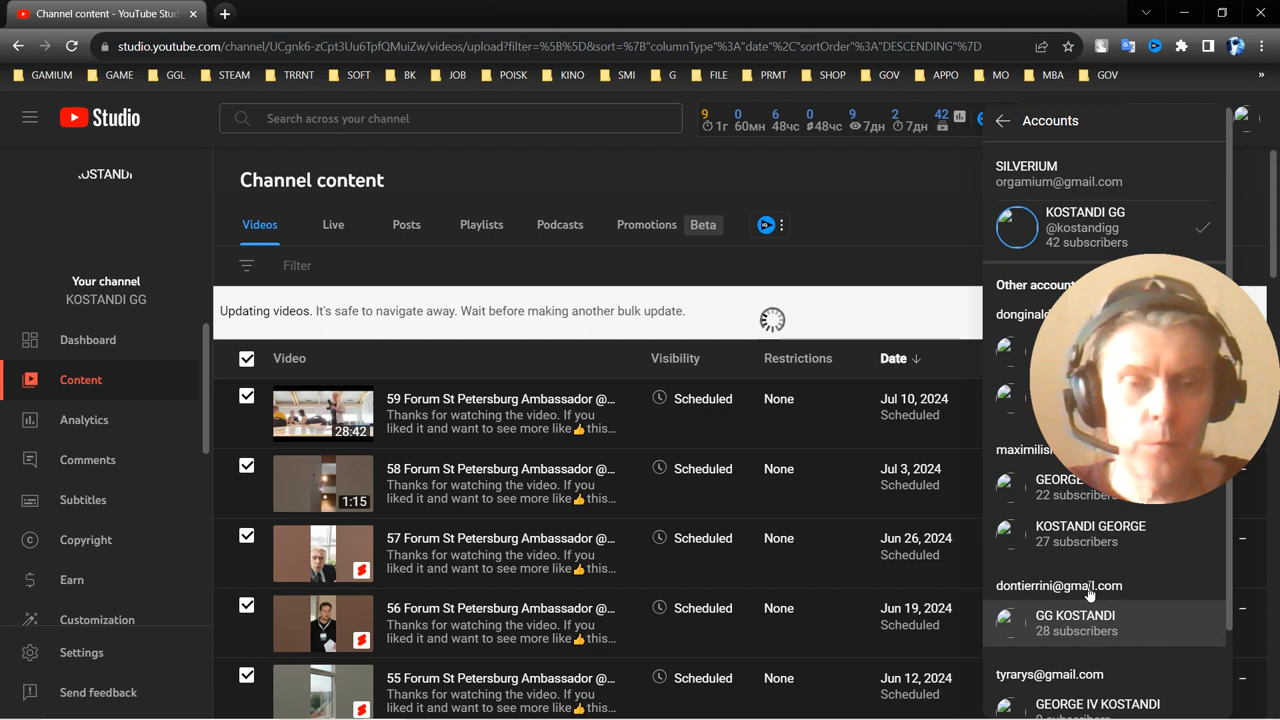 Channel content - YouTube Stud
studio.youtube.com/channel/UCgnk6-zCpt3Uu6TpfQMuiZw/videos/upload?filter=%5B%5D&sort=%7B"columnType"%3A"date"%2C"sortOrder"%3A"DESCENDING"%7D
GAMIUM GAME GGL STEAM TRRNT SOFT BK JOB POISK KINO SMI G FILE PRMT SHOP GOV APPO MO MBA GOV »
Studio
Search across your channel
9 0 6 0 9 2 42
1г 60мн 48чс 48чс 7дн 7дн
Accounts
SILVERIUM
orgamium@gmail.com
KOSTANDI GG
@kostandigg
42 subscribers
Other account
donginald
maximilism
GEORGE
22 subscribers
KOSTANDI GEORGE
27 subscribers
dontierrini@gmail.com
GG KOSTANDI
28 subscribers
tyrarys@gmail.com
GEORGE IV KOSTANDI
Your channel
KOSTANDI GG
Dashboard
Content
Analytics
Comments
Subtitles
Copyright
Earn
Customization
Settings
Send feedback
Channel content
Videos Live Posts Playlists Podcasts Promotions Beta
Filter
Updating videos. It's safe to navigate away. Wait before making another bulk update.
Video Visibility Restrictions Date
59 Forum St Petersburg Ambassador @...
Thanks for watching the video. If you
liked it and want to see more like👍this...
28:42
Scheduled None Jul 10, 2024
Scheduled
58 Forum St Petersburg Ambassador @...
Thanks for watching the video. If you
liked it and want to see more like👍this...
1:15
Scheduled None Jul 3, 2024
Scheduled
57 Forum St Petersburg Ambassador @...
Thanks for watching the video. If you
liked it and want to see more like👍this...
Scheduled None Jun 26, 2024
Scheduled
56 Forum St Petersburg Ambassador @...
Thanks for watching the video. If you
liked it and want to see more like👍this...
Scheduled None Jun 19, 2024
Scheduled
55 Forum St Petersburg Ambassador @...
Thanks for watching the video. If you
liked it and want to see more like👍this...
Scheduled None Jun 12, 2024
Scheduled